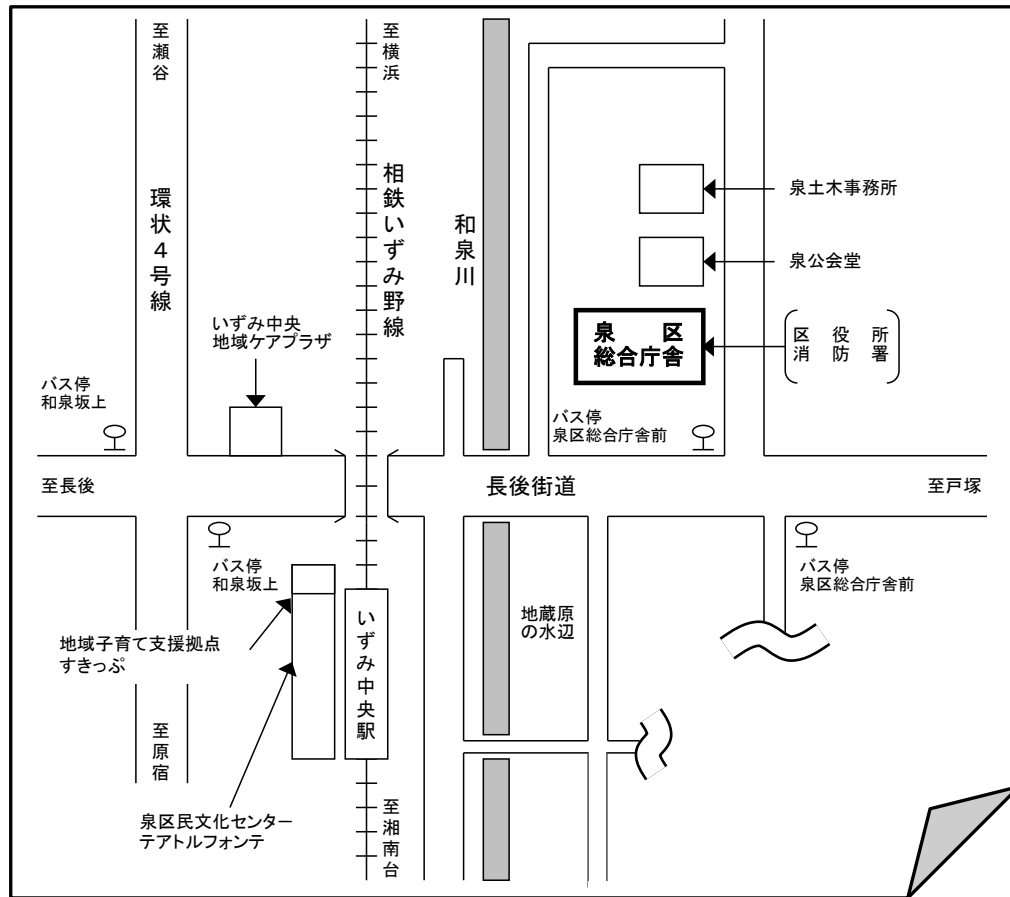 至瀬谷
至横浜
環状４号線
相鉄いずみ野線
和泉川
泉土木事務所
泉公会堂
泉　　区
総合庁舎
区　役　所
消　防　署
いずみ中央
地域ケアプラザ
バス停
和泉坂上
バス停
泉区総合庁舎前
至長後
長後街道
至戸塚
バス停
和泉坂上
バス停
泉区総合庁舎前
地域子育て支援拠点
すきっぷ
いずみ中央駅
地蔵原
の水辺
至原宿
泉区民文化センター
テアトルフォンテ
至湘南台